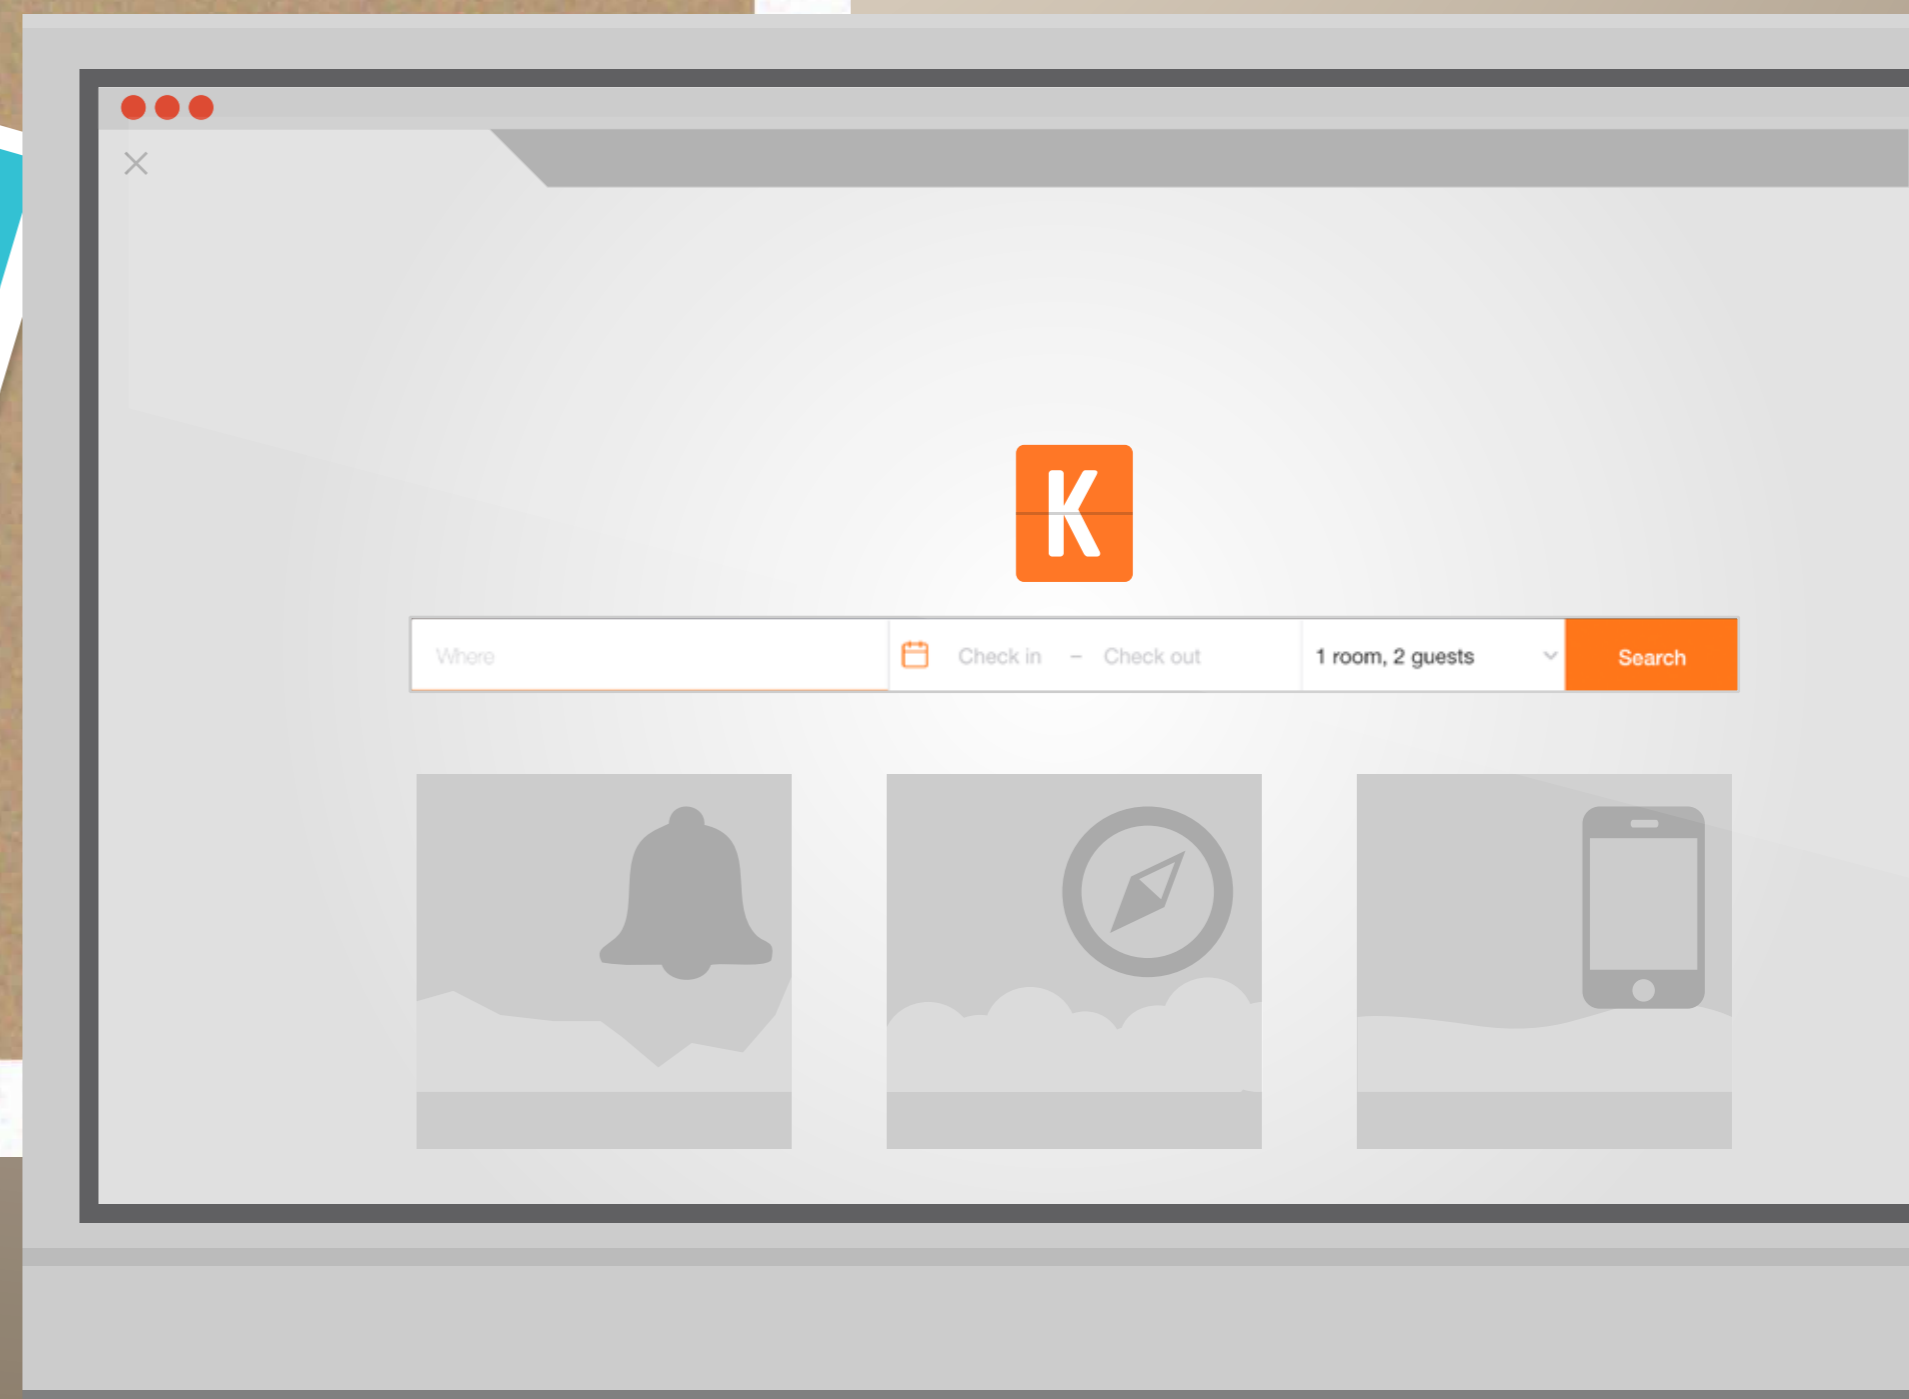 K
Where
Check in – Check out
1 room, 2 guests
Search